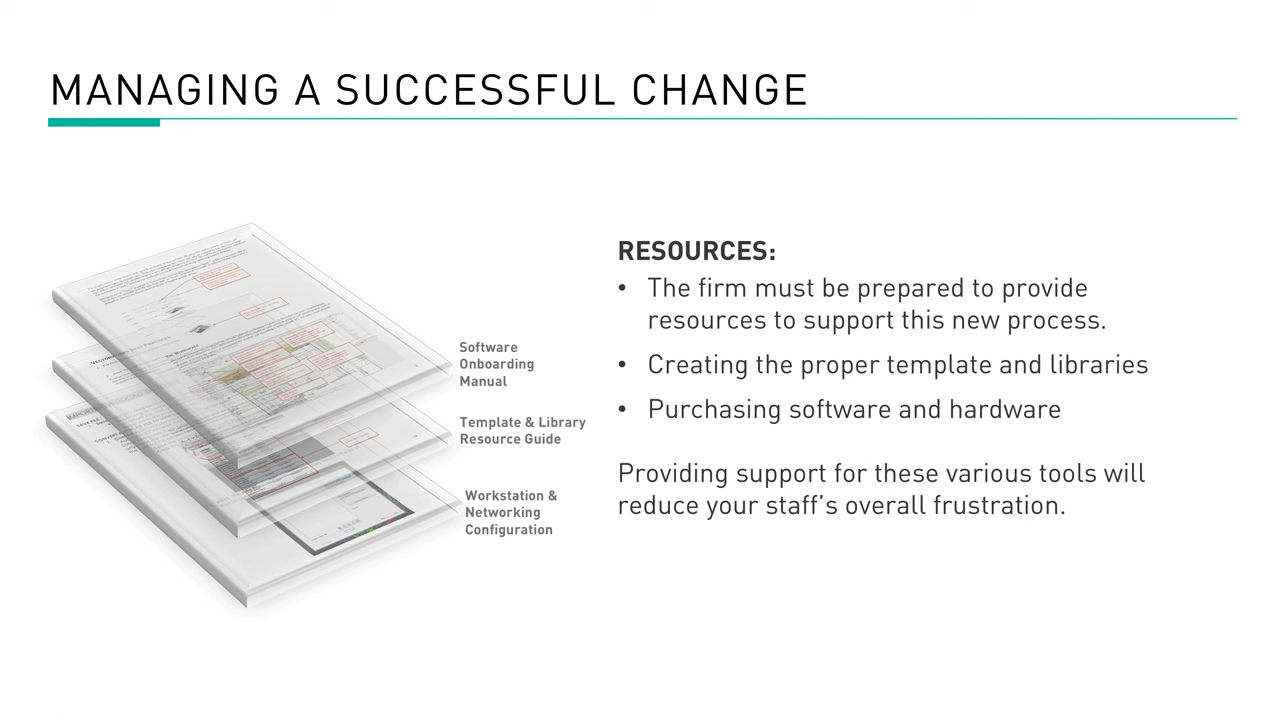 MANAGING A SUCCESSFUL CHANGE
Software
Onboarding
Manual
Template & Library
Resource Guide
Workstation &
Networking
Configuration
RESOURCES:
• The firm must be prepared to provide
resources to support this new process.
• Creating the proper template and libraries
• Purchasing software and hardware
Providing support for these various tools will
reduce your staff’s overall frustration.